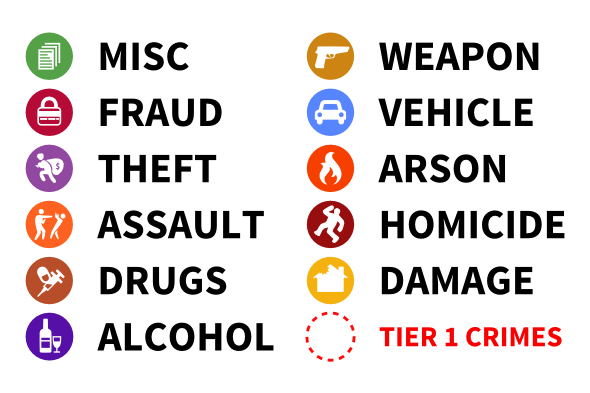 MISC
FRAUD
THEFT
$
ASSAULT
DRUGS
ALCOHOL
WEAPON
VEHICLE
ARSON
HOMICIDE
DAMAGE
TIER 1 CRIMES